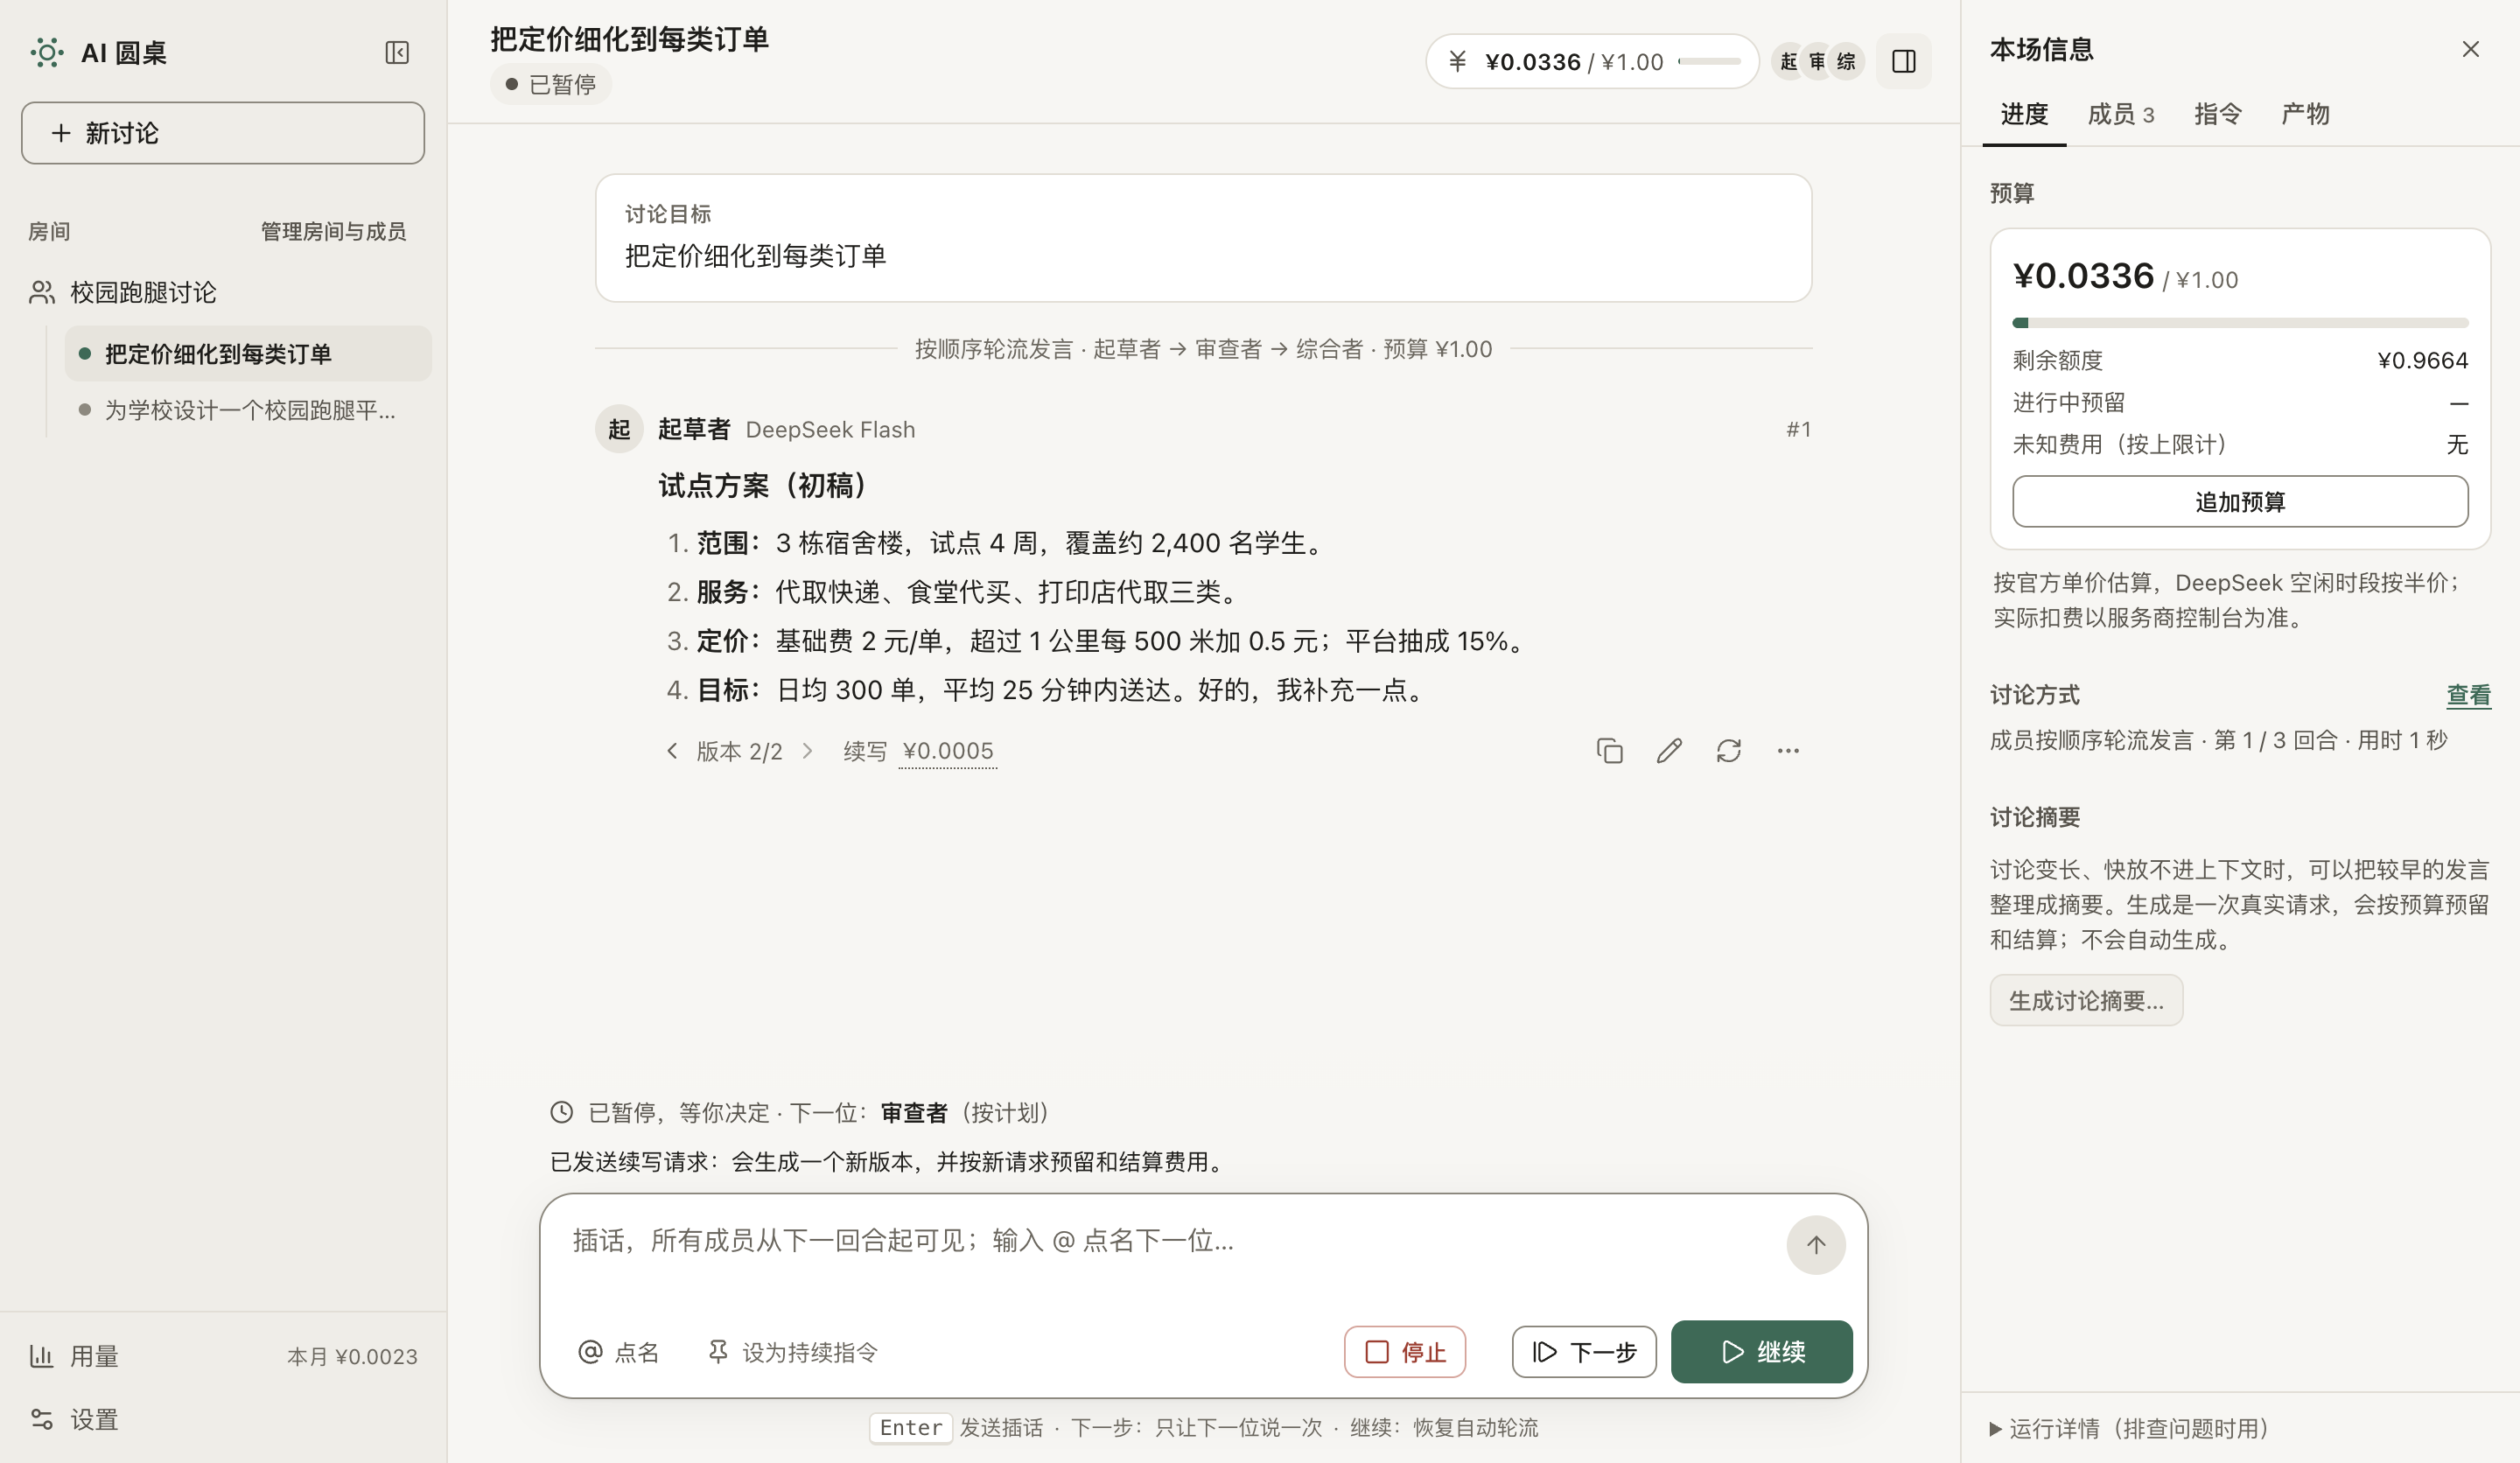 AI 圆桌
新讨论
房间 管理房间与成员
校园跑腿讨论
把定价细化到每类订单
为学校设计一个校园跑腿平...
用量 本月 ¥0.0023
设置
把定价细化到每类订单
已暂停
¥0.0336 / ¥1.00
起 审 综
讨论目标
把定价细化到每类订单
按顺序轮流发言 · 起草者 → 审查者 → 综合者 · 预算 ¥1.00
起 起草者 DeepSeek Flash #1
试点方案（初稿）
1. 范围：3 栋宿舍楼，试点 4 周，覆盖约 2,400 名学生。
2. 服务：代取快递、食堂代买、打印店代取三类。
3. 定价：基础费 2 元/单，超过 1 公里每 500 米加 0.5 元；平台抽成 15%。
4. 目标：日均 300 单，平均 25 分钟内送达。好的，我补充一点。
版本 2/2 续写 ¥0.0005
已暂停，等你决定 · 下一位：审查者（按计划）
已发送续写请求：会生成一个新版本，并按新请求预留和结算费用。
插话，所有成员从下一回合起可见；输入 @ 点名下一位...
点名 设为持续指令 停止 下一步 继续
Enter 发送插话 · 下一步：只让下一位说一次 · 继续：恢复自动轮流
本场信息
进度 成员 3 指令 产物
预算
¥0.0336 / ¥1.00
剩余额度 ¥0.9664
进行中预留 —
未知费用（按上限计） 无
追加预算
按官方单价估算，DeepSeek 空闲时段按半价；
实际扣费以服务商控制台为准。
讨论方式 查看
成员按顺序轮流发言 · 第 1 / 3 回合 · 用时 1 秒
讨论摘要
讨论变长、快放不进上下文时，可以把较早的发言
整理成摘要。生成是一次真实请求，会按预算预留
和结算；不会自动生成。
生成讨论摘要...
运行详情（排查问题时用）